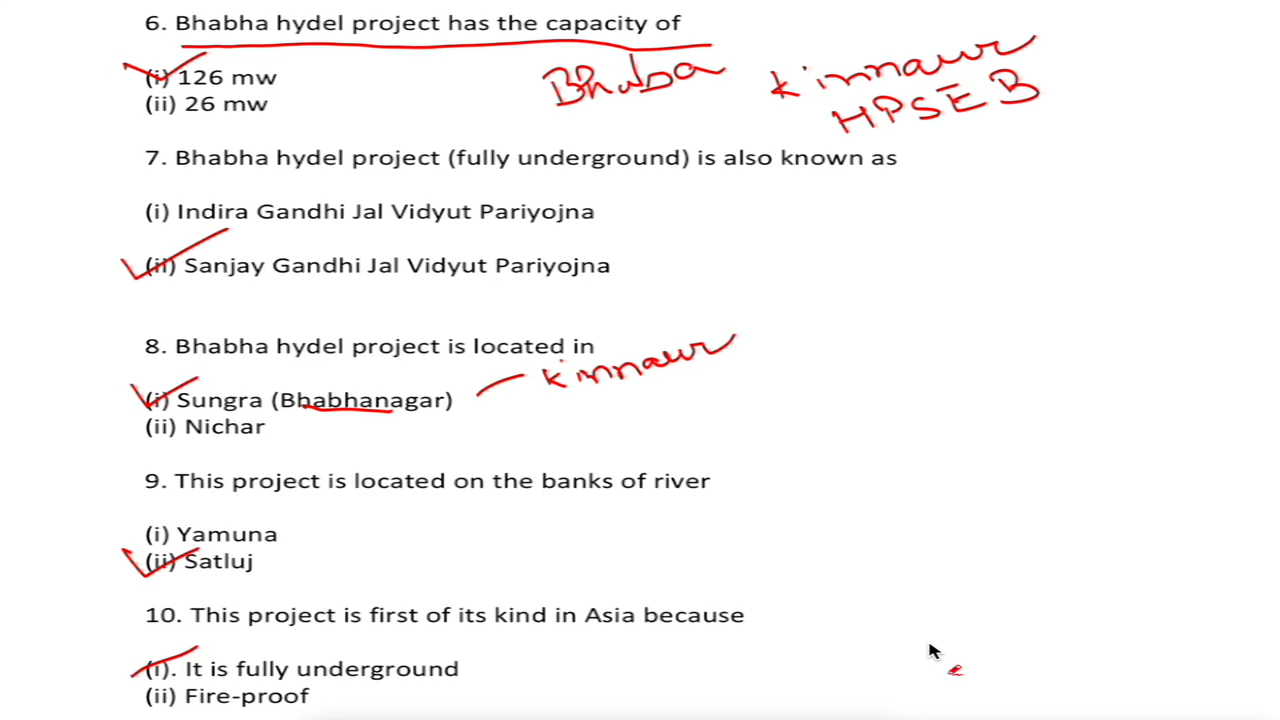 6. Bhabha hydel project has the capacity of
(i) 126 mw
(ii) 26 mw
Bhaba
Kinnaur
HPSEB
7. Bhabha hydel project (fully underground) is also known as
(i) Indira Gandhi Jal Vidyut Pariyojna
(ii) Sanjay Gandhi Jal Vidyut Pariyojna
8. Bhabha hydel project is located in
(i) Sungra (Bhabhanagar)
Kinnaur
(ii) Nichar
9. This project is located on the banks of river
(i) Yamuna
(ii) Satluj
10. This project is first of its kind in Asia because
(i). It is fully underground
(ii) Fire-proof